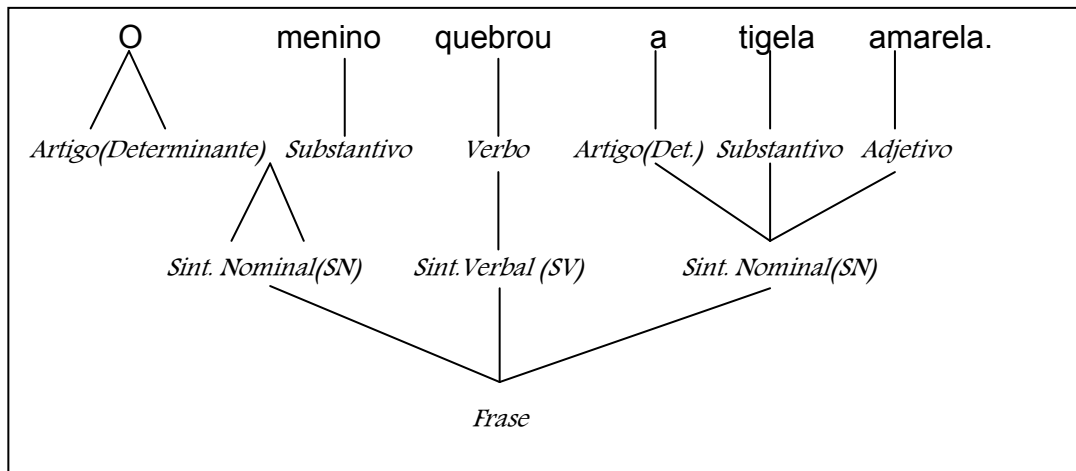 O menino quebrou a tigela amarela.
Artigo(Determinante) Substantivo Verbo Artigo(Det.) Substantivo Adjetivo
Sint. Nominal(SN) Sint.Verbal (SV) Sint. Nominal(SN)
Frase